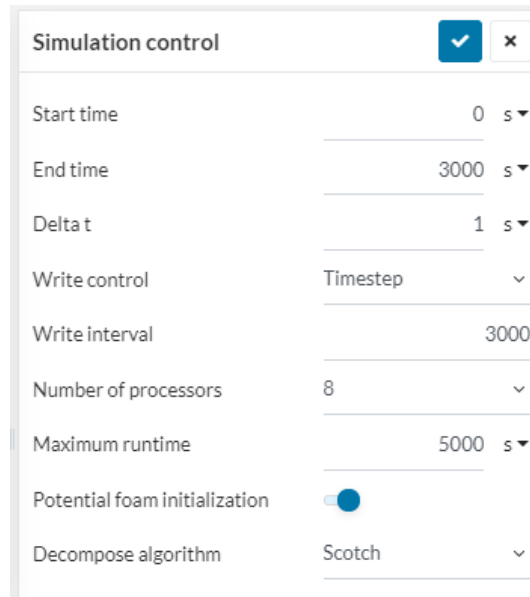 Simulation control
Start time 0 s
End time 3000 s
Delta t 1 s
Write control Timestep
Write interval 3000
Number of processors 8
Maximum runtime 5000 s
Potential foam initialization
Decompose algorithm Scotch